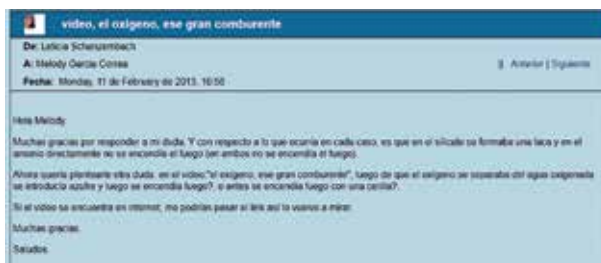 video, el oxígeno, ese gran comburente
De: Leticia Scharzembach
A: Melody García Correa
Anterior | Siguiente
Fecha: Monday, 11 de February de 2013, 16:58
Hola Melody.
Muchas gracias por responder a mi duda. Y con respecto a lo que ocurría en cada caso, es que en el silicato se formaba una laca y en el
amonio directamente no se encendía el fuego (en ambos no se encendía el fuego).
Ahora quería plantearte otra duda: en el video "el oxígeno, ese gran comburente", luego de que el oxígeno se separaba del agua oxigenada
se introducía azufre y luego se encendía fuego?, o antes se encendía fuego con una cerilla?.
Si el video se encuentra en internet, me podrías pasar el link así lo vuelvo a mirar.
Muchas gracias.
Saludos.